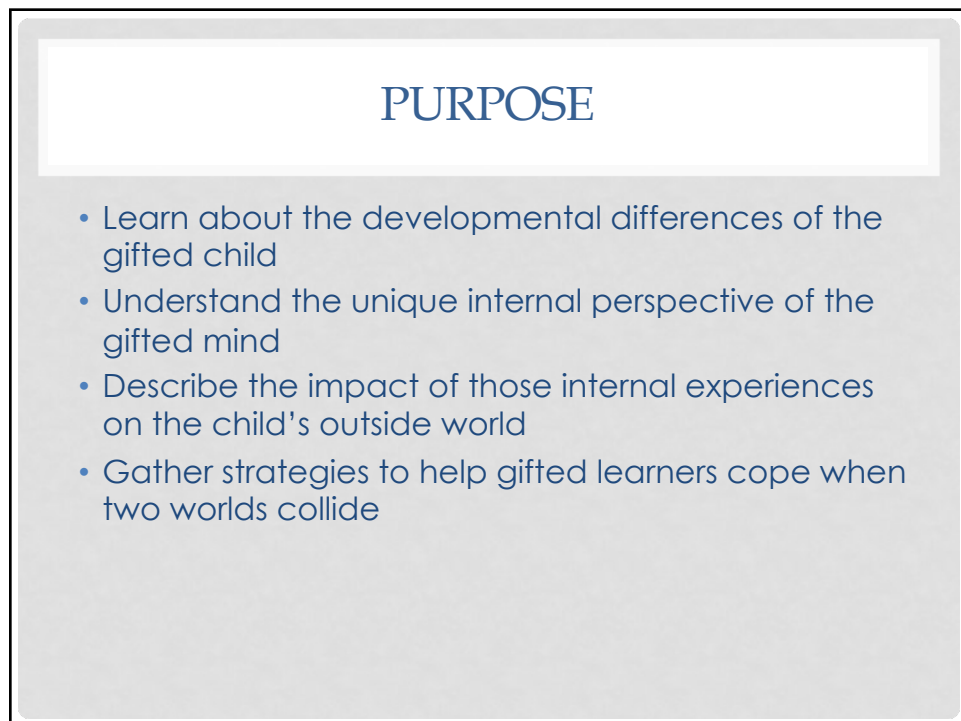 PURPOSE
• Learn about the developmental differences of the
gifted child
• Understand the unique internal perspective of the
gifted mind
• Describe the impact of those internal experiences
on the child’s outside world
• Gather strategies to help gifted learners cope when
two worlds collide